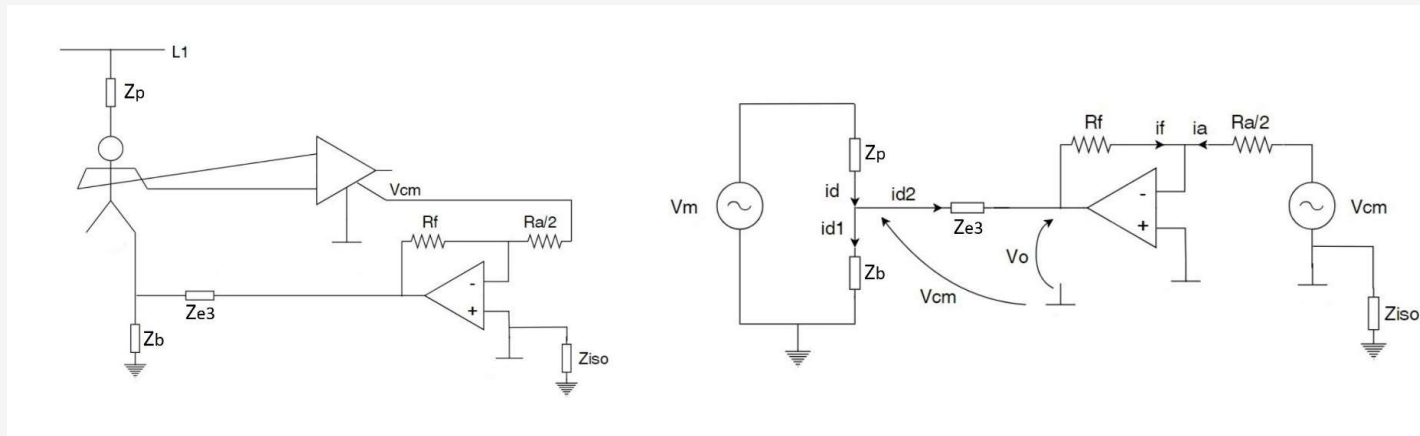 L1
Zp
Vcm
Rf
Ra/2
-
+
Ze3
Zb
Ziso
Rf
if
ia
Ra/2
Zp
Vm
id
id2
-
Vcm
id1
Ze3
+
Vo
Zb
Vcm
Ziso